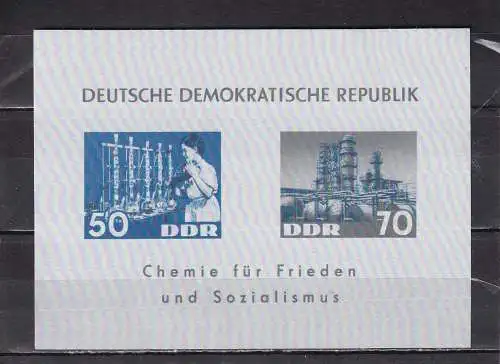 DEUTSCHE DEMOKRATISCHE REPUBLIK
50 DDR
DDR 70
Chemie für Frieden
und Sozialismus